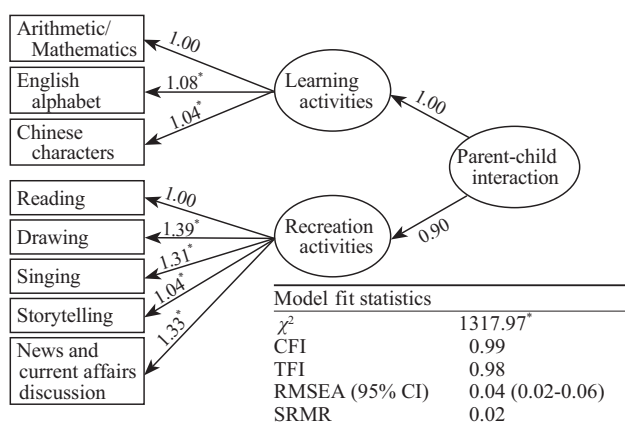 Arithmetic/
Mathematics
English
alphabet
Chinese
characters
1.00
1.08*
1.04*
Learning
activities
1.00
Parent-child
interaction
0.90
Reading
Drawing
Singing
Storytelling
News and
current affairs
discussion
1.00
1.39*
1.31*
1.04*
1.33*
Recreation
activities
Model fit statistics
χ² 1317.97*
CFI 0.99
TFI 0.98
RMSEA (95% CI) 0.04 (0.02-0.06)
SRMR 0.02